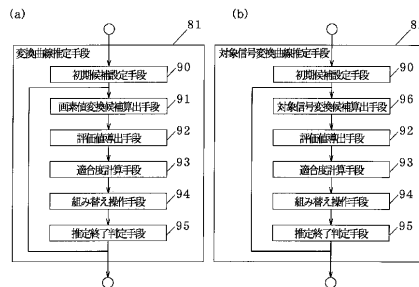 (a)
81
変換曲線推定手段
初期候補設定手段
90
画素値変換候補算出手段
91
評価値導出手段
92
適合度計算手段
93
組み替え操作手段
94
推定終了判定手段
95
(b)
8
対象信号変換曲線推定手段
初期候補設定手段
90
対象信号変換候補算出手段
96
評価値導出手段
92
適合度計算手段
93
組み替え操作手段
94
推定終了判定手段
95